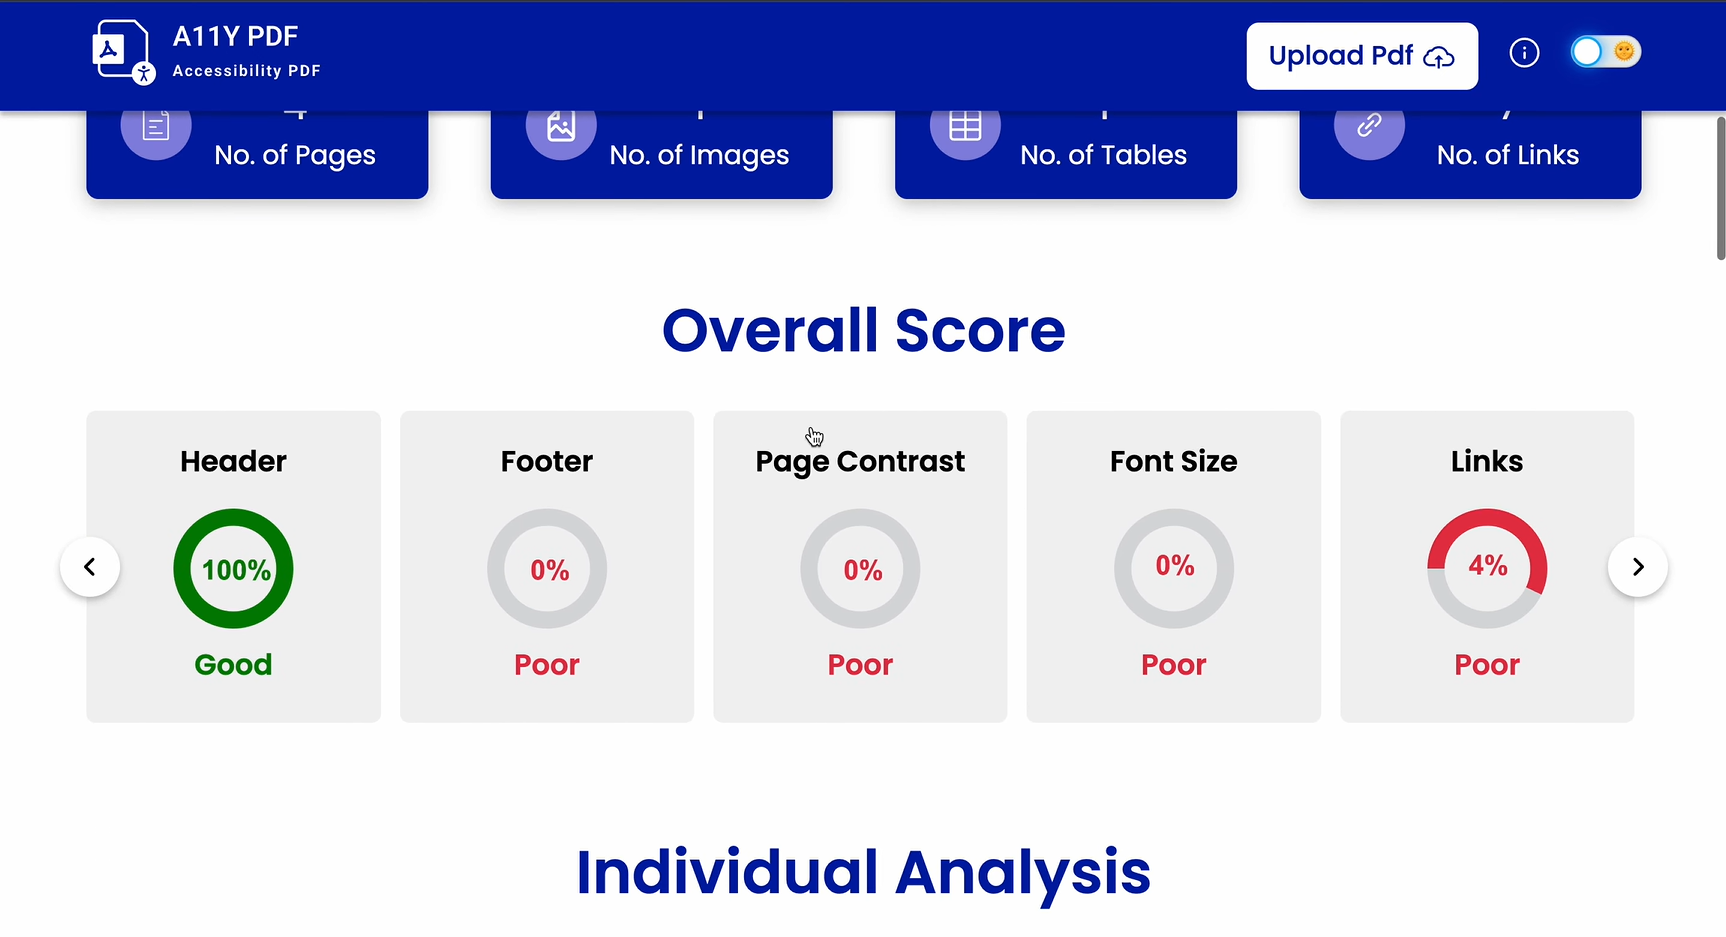 A11Y PDF
Accessibility PDF
Upload Pdf
No. of Pages
No. of Images
No. of Tables
No. of Links
Overall Score
Header
Footer
Page Contrast
Font Size
Links
100%
0%
0%
0%
4%
Good
Poor
Poor
Poor
Poor
Individual Analysis